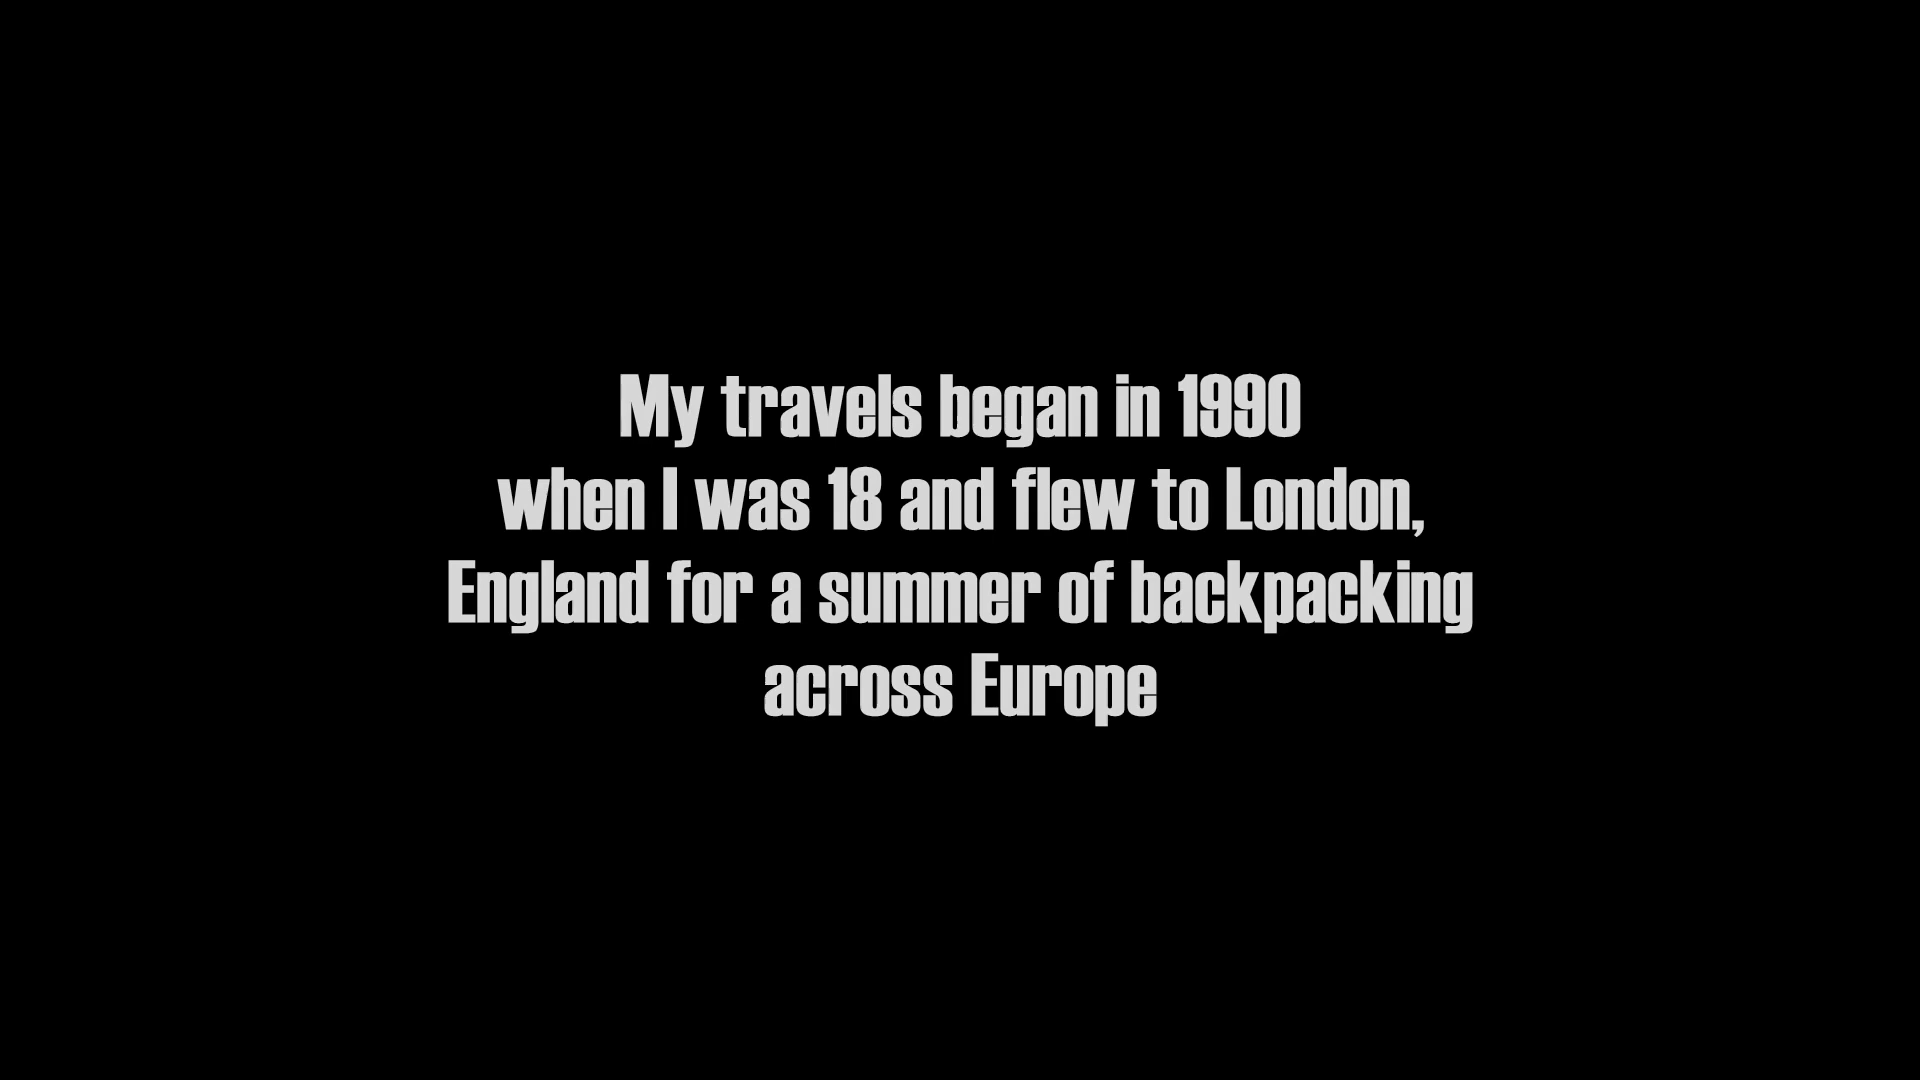 My travels began in 1990
when I was 18 and flew to London,
England for a summer of backpacking
across Europe